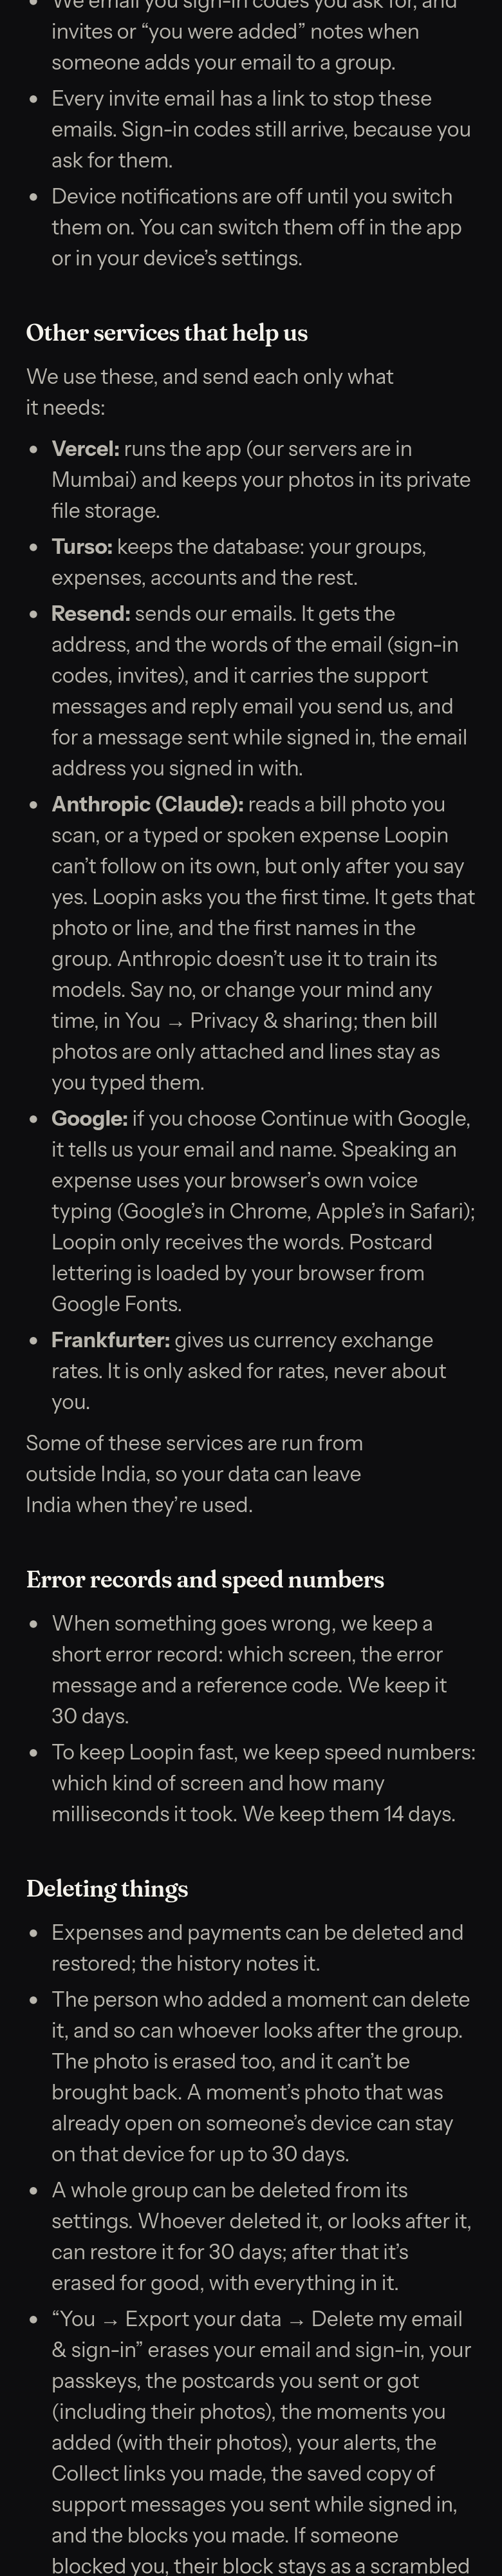 We email you sign-in codes you ask for, and
invites or “you were added” notes when
someone adds your email to a group.
Every invite email has a link to stop these
emails. Sign-in codes still arrive, because you
ask for them.
Device notifications are off until you switch
them on. You can switch them off in the app
or in your device’s settings.
Other services that help us
We use these, and send each only what
it needs:
Vercel: runs the app (our servers are in
Mumbai) and keeps your photos in its private
file storage.
Turso: keeps the database: your groups,
expenses, accounts and the rest.
Resend: sends our emails. It gets the
address, and the words of the email (sign-in
codes, invites), and it carries the support
messages and reply email you send us, and
for a message sent while signed in, the email
address you signed in with.
Anthropic (Claude): reads a bill photo you
scan, or a typed or spoken expense Loopin
can’t follow on its own, but only after you say
yes. Loopin asks you the first time. It gets that
photo or line, and the first names in the
group. Anthropic doesn’t use it to train its
models. Say no, or change your mind any
time, in You → Privacy & sharing; then bill
photos are only attached and lines stay as
you typed them.
Google: if you choose Continue with Google,
it tells us your email and name. Speaking an
expense uses your browser’s own voice
typing (Google’s in Chrome, Apple’s in Safari);
Loopin only receives the words. Postcard
lettering is loaded by your browser from
Google Fonts.
Frankfurter: gives us currency exchange
rates. It is only asked for rates, never about
you.
Some of these services are run from
outside India, so your data can leave
India when they’re used.
Error records and speed numbers
When something goes wrong, we keep a
short error record: which screen, the error
message and a reference code. We keep it
30 days.
To keep Loopin fast, we keep speed numbers:
which kind of screen and how many
milliseconds it took. We keep them 14 days.
Deleting things
Expenses and payments can be deleted and
restored; the history notes it.
The person who added a moment can delete
it, and so can whoever looks after the group.
The photo is erased too, and it can’t be
brought back. A moment’s photo that was
already open on someone’s device can stay
on that device for up to 30 days.
A whole group can be deleted from its
settings. Whoever deleted it, or looks after it,
can restore it for 30 days; after that it’s
erased for good, with everything in it.
“You → Export your data → Delete my email
& sign-in” erases your email and sign-in, your
passkeys, the postcards you sent or got
(including their photos), the moments you
added (with their photos), your alerts, the
Collect links you made, the saved copy of
support messages you sent while signed in,
and the blocks you made. If someone
blocked you, their block stays as a scrambled